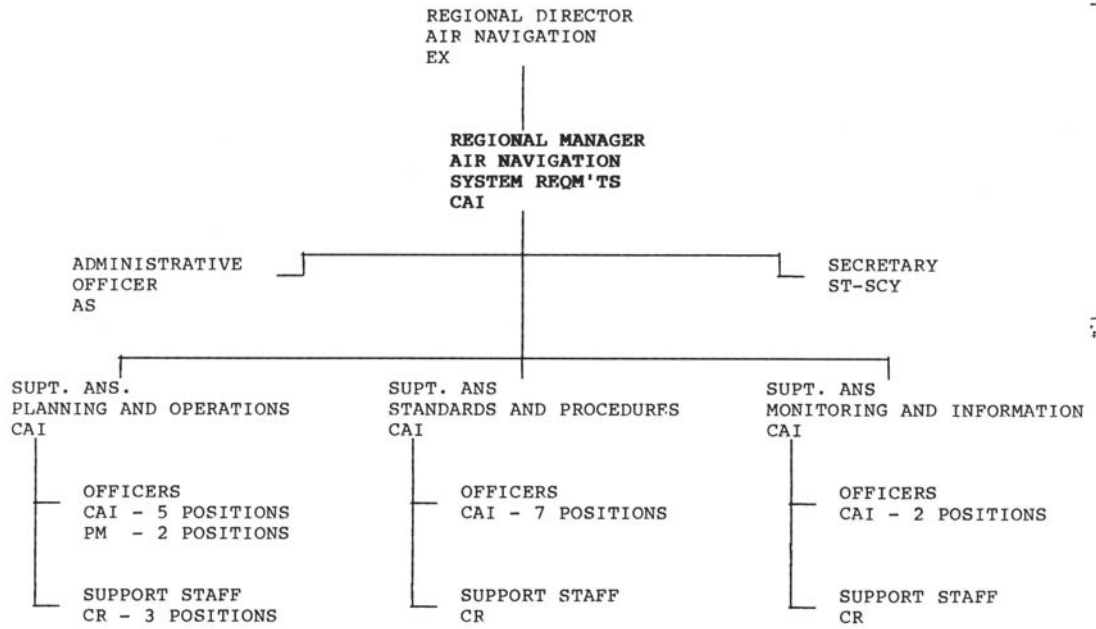 REGIONAL DIRECTOR
AIR NAVIGATION
EX
REGIONAL MANAGER
AIR NAVIGATION
SYSTEM REQM'TS
CAI
ADMINISTRATIVE
OFFICER
AS
SECRETARY
ST-SCY
SUPT. ANS.
PLANNING AND OPERATIONS
CAI
OFFICERS
CAI - 5 POSITIONS
PM - 2 POSITIONS
SUPPORT STAFF
CR - 3 POSITIONS
SUPT. ANS
STANDARDS AND PROCEDURES
CAI
OFFICERS
CAI - 7 POSITIONS
SUPPORT STAFF
CR
SUPT. ANS
MONITORING AND INFORMATION
CAI
OFFICERS
CAI - 2 POSITIONS
SUPPORT STAFF
CR